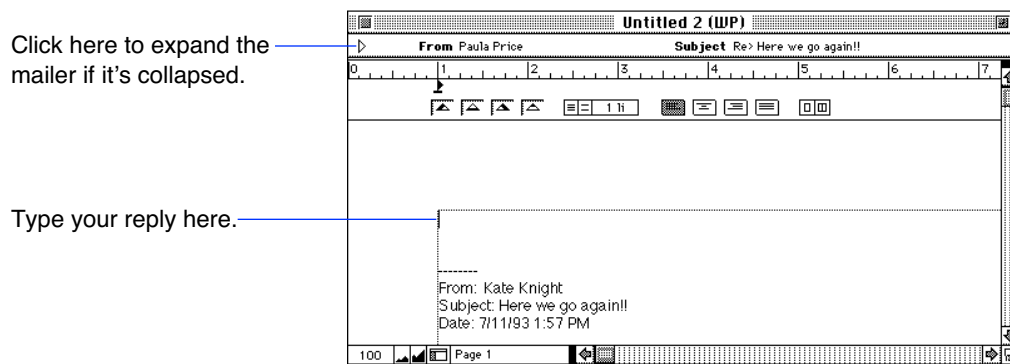 Untitled 2 (WP)
Click here to expand the
mailer if it's collapsed.
From Paula Price Subject Re> Here we go again!!
0 1 2 3 4 5 6 7
1 li
Type your reply here.
--------
From: Kate Knight
Subject: Here we go again!!
Date: 7/11/93 1:57 PM
100 Page 1